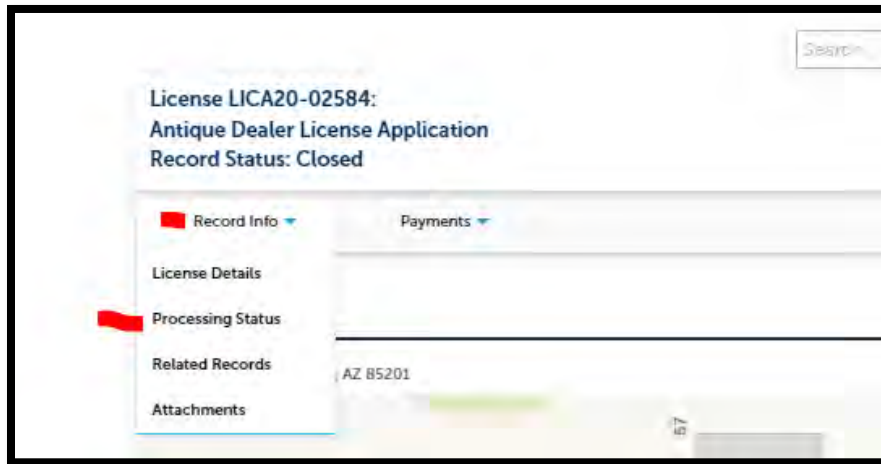 Search...
License LICA20-02584:
Antique Dealer License Application
Record Status: Closed
Record Info
Payments
License Details
Processing Status
Related Records
, AZ 85201
Attachments
57